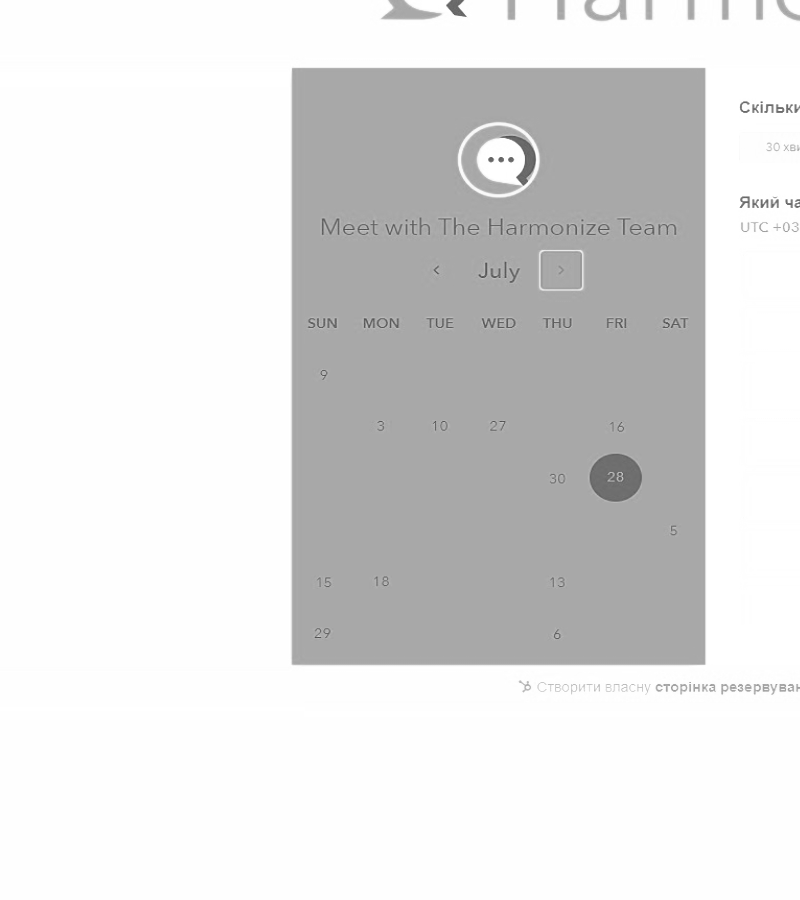 Harmo
Meet with The Harmonize Team
July
SUN MON TUE WED THU FRI SAT
9
3 10 27 16
30 28
5
15 18 13
29 6
Скільки
30 хви
Який ча
UTC +03
Створити власну сторінка резервуван